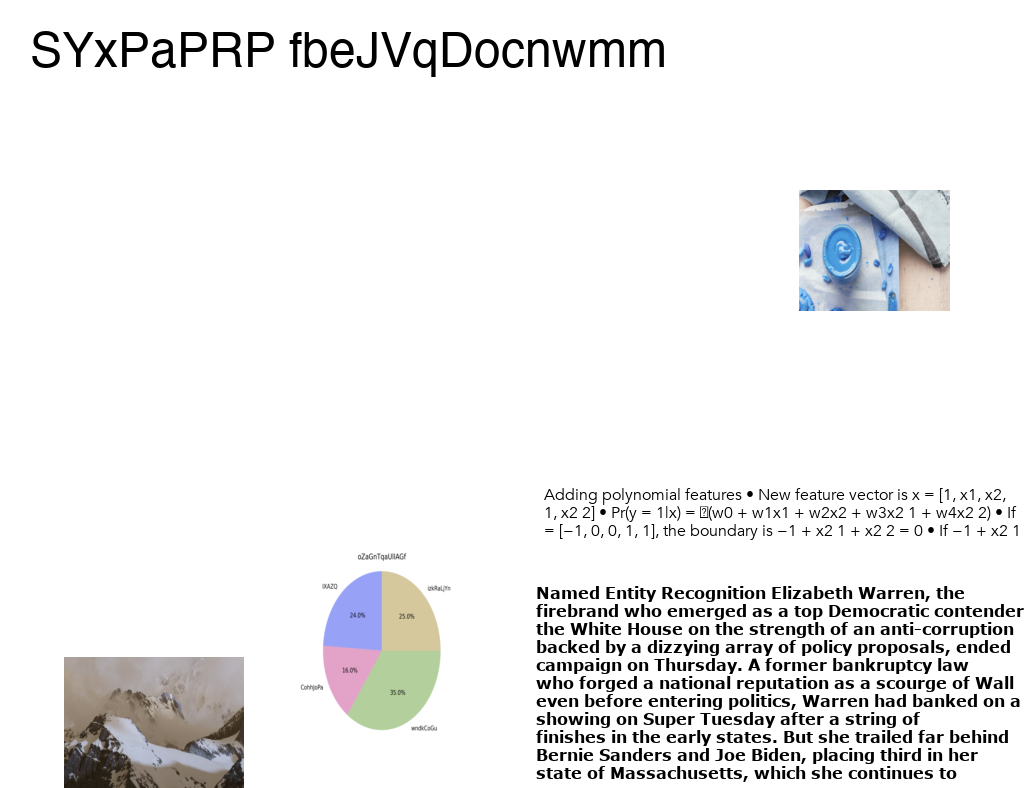 SYxPaPRP fbeJVqDocnwmm
Adding polynomial features • New feature vector is x = [1, x1, x2,
1, x2 2] • Pr(y = 1|x) = (w0 + w1x1 + w2x2 + w3x2 1 + w4x2 2) • If
= [−1, 0, 0, 1, 1], the boundary is −1 + x2 1 + x2 2 = 0 • If −1 + x2 1
oZaGnTqaUIIAGf
IXAZQ
izkRaLjYn
24.0%
25.0%
16.0%
35.0%
CohhJoPa
wndkCoGu
Named Entity Recognition Elizabeth Warren, the
firebrand who emerged as a top Democratic contender
the White House on the strength of an anti-corruption
backed by a dizzying array of policy proposals, ended
campaign on Thursday. A former bankruptcy law
who forged a national reputation as a scourge of Wall
even before entering politics, Warren had banked on a
showing on Super Tuesday after a string of
finishes in the early states. But she trailed far behind
Bernie Sanders and Joe Biden, placing third in her
state of Massachusetts, which she continues to